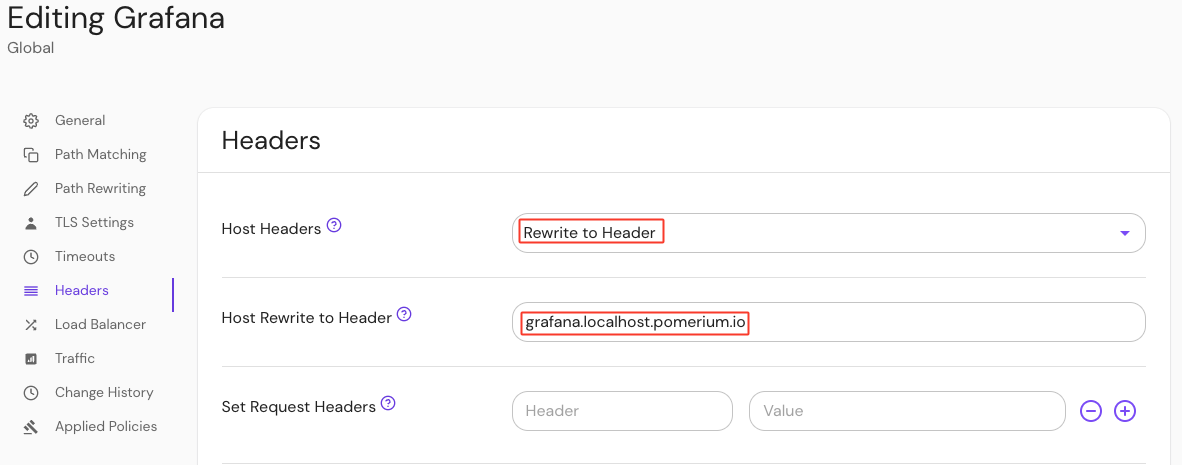 Editing Grafana
Global
General
Path Matching
Path Rewriting
TLS Settings
Timeouts
Headers
Load Balancer
Traffic
Change History
Applied Policies
Headers
Host Headers ?
Rewrite to Header
Host Rewrite to Header ?
grafana.localhost.pomerium.io
Set Request Headers ?
Header
Value